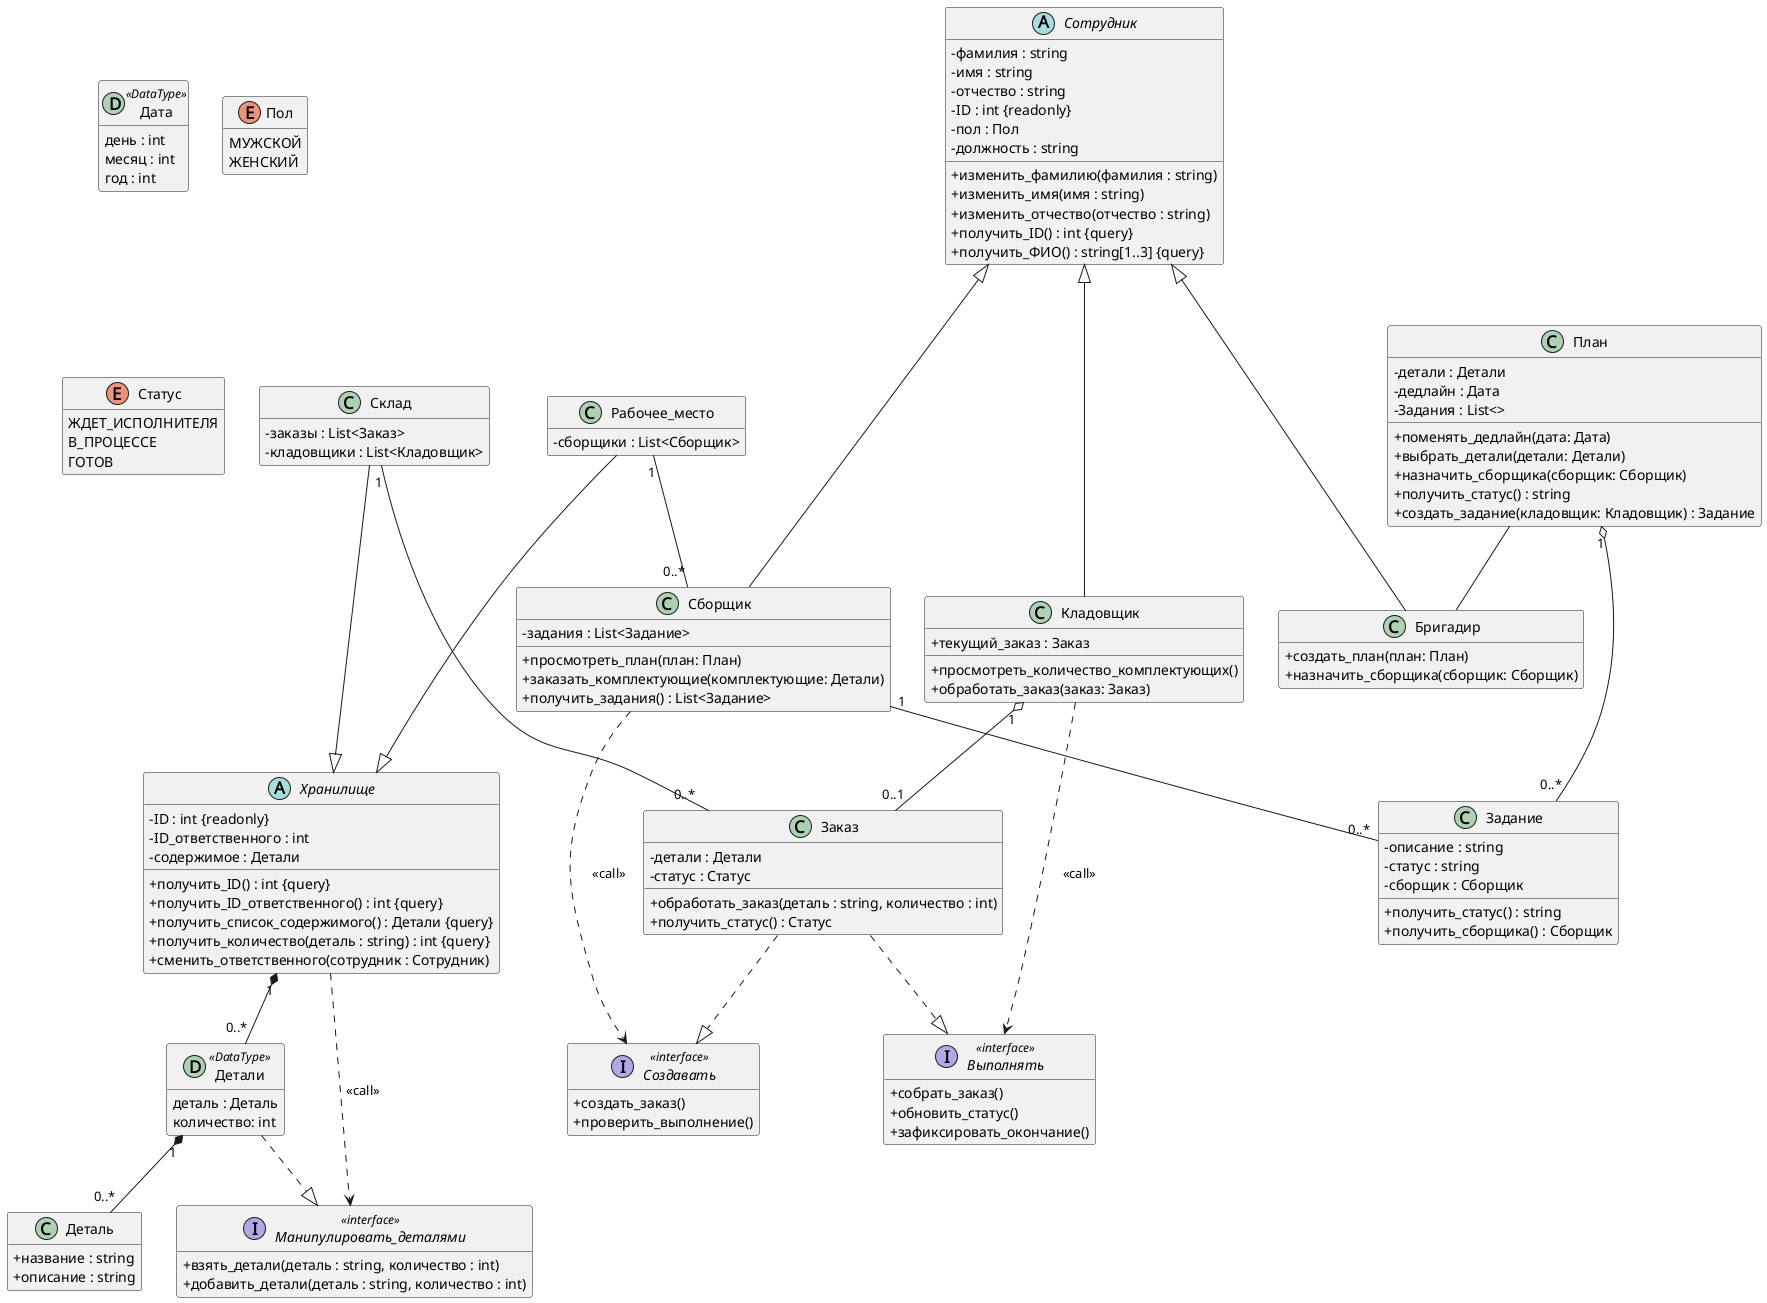 A Сотрудник
-фамилия : string
-имя : string
-отчество : string
-ID : int {readonly}
-пол : Пол
-должность : string
+изменить_фамилию(фамилия : string)
+изменить_имя(имя : string)
+изменить_отчество(отчество : string)
+получить_ID() : int {query}
+получить_ФИО() : string[1..3] {query}
D «DataType»
Дата
день : int
месяц : int
год : int
E Пол
МУЖСКОЙ
ЖЕНСКИЙ
E Статус
ЖДЕТ_ИСПОЛНИТЕЛЯ
В_ПРОЦЕССЕ
ГОТОВ
C Склад
-заказы : List<Заказ>
-кладовщики : List<Кладовщик>
C Рабочее_место
-сборщики : List<Сборщик>
C План
-детали : Детали
-дедлайн : Дата
-Задания : List<>
+поменять_дедлайн(дата: Дата)
+выбрать_детали(детали: Детали)
+назначить_сборщика(сборщик: Сборщик)
+получить_статус() : string
+создать_задание(кладовщик: Кладовщик) : Задание
1
1
1
0..*
C Сборщик
-задания : List<Задание>
+просмотреть_план(план: План)
+заказать_комплектующие(комплектующие: Детали)
+получить_задания() : List<Задание>
C Кладовщик
+текущий_заказ : Заказ
+просмотреть_количество_комплектующих()
+обработать_заказ(заказ: Заказ)
C Бригадир
+создать_план(план: План)
+назначить_сборщика(сборщик: Сборщик)
1
1
0..*
0..1
0..*
0..*
A Хранилище
-ID : int {readonly}
-ID_ответственного : int
-содержимое : Детали
+получить_ID() : int {query}
+получить_ID_ответственного() : int {query}
+получить_список_содержимого() : Детали {query}
+получить_количество(деталь : string) : int {query}
+сменить_ответственного(сотрудник : Сотрудник)
«call»
C Заказ
-детали : Детали
-статус : Статус
+обработать_заказ(деталь : string, количество : int)
+получить_статус() : Статус
«call»
C Задание
-описание : string
-статус : string
-сборщик : Сборщик
+получить_статус() : string
+получить_сборщика() : Сборщик
1
0..*
D «DataType»
Детали
деталь : Деталь
количество: int
«call»
I «interface»
Создавать
+создать_заказ()
+проверить_выполнение()
I «interface»
Выполнять
+собрать_заказ()
+обновить_статус()
+зафиксировать_окончание()
1
0..*
C Деталь
+название : string
+описание : string
I «interface»
Манипулировать_деталями
+взять_детали(деталь : string, количество : int)
+добавить_детали(деталь : string, количество : int)